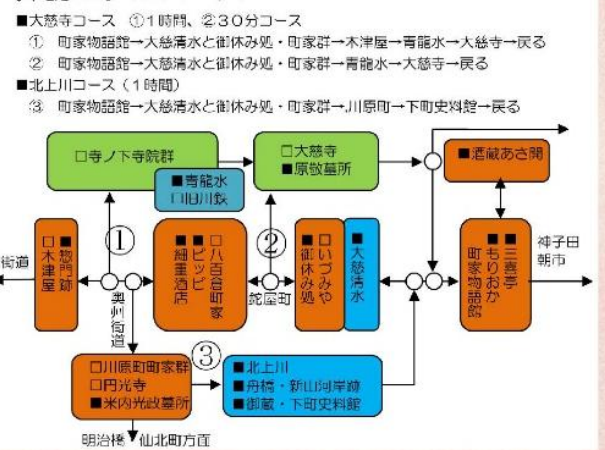 ■大慈寺コース ①1時間、②30分コース
① 町家物語館→大慈清水と御休み処・町家群→木津屋→青龍水→大慈寺→戻る
② 町家物語館→大慈清水と御休み処・町家群→青龍水→大慈寺→戻る
■北上川コース（1時間）
③ 町家物語館→大慈清水と御休み処・町家群→川原町→下町史料館→戻る
□寺ノ下寺院群
■青龍水
□旧川鉄
□大慈寺
■原敬墓所
■酒蔵あさ開
街道
■惣門跡
□木津屋
①
奥州街道
□八百倉町家
■ピッピ
■細重酒店
②
鉈屋町
□いづみや
■御休み処
■大慈清水
■三喜亭
■もりおか
町家物語館
神子田
朝市
□川原町町家群
□円光寺
■米内光政墓所
③
■北上川
■舟橋・新山河岸跡
■御蔵・下町史料館
明治橋
仙北町方面